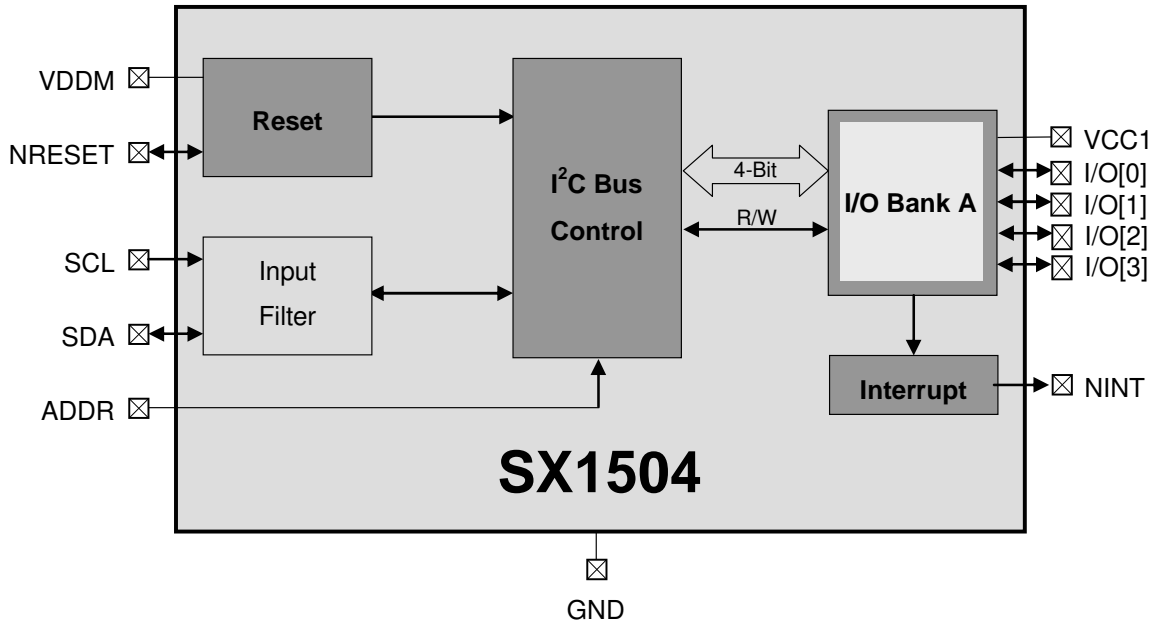 VDDM
NRESET
SCL
SDA
ADDR
Reset
Input
Filter
I²C Bus
Control
4-Bit
R/W
I/O Bank A
Interrupt
VCC1
I/O[0]
I/O[1]
I/O[2]
I/O[3]
NINT
SX1504
GND